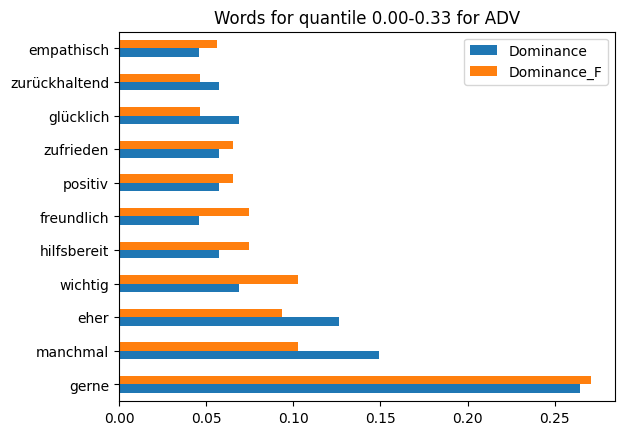 Words for quantile 0.00-0.33 for ADV
Dominance
Dominance_F
empathisch
zurückhaltend
glücklich
zufrieden
positiv
freundlich
hilfsbereit
wichtig
eher
manchmal
gerne
0.00 0.05 0.10 0.15 0.20 0.25